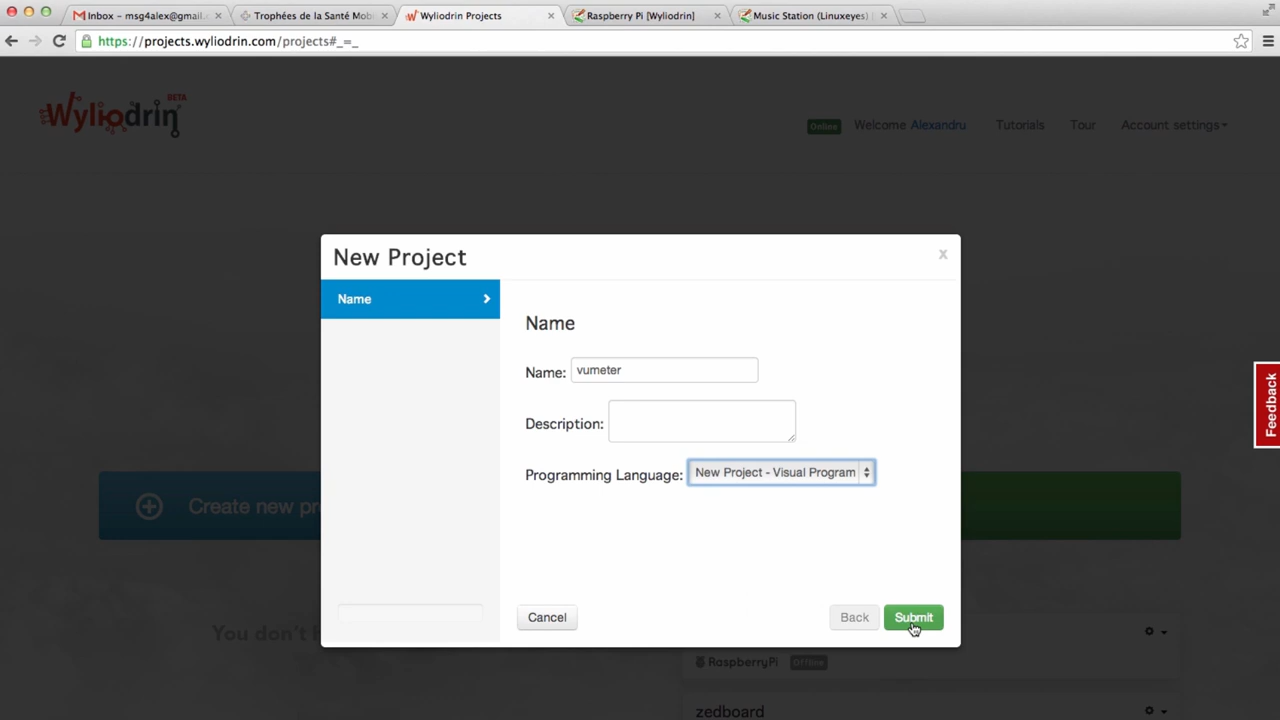 Inbox – msg4alex@gmail.c
Trophées de la Santé Mobi
Wyliodrin Projects
Raspberry Pi [Wyliodrin]
Music Station (Linuxeyes)
https://projects.wyliodrin.com/projects#_=_
Wyliodrin BETA
Online Welcome Alexandru Tutorials Tour Account settings
New Project x
Name
Name
Name: vumeter
Description:
Programming Language: New Project - Visual Program
Feedback
Create new pr
Cancel Back Submit
You don't h
RaspberryPi Offline
zedboard